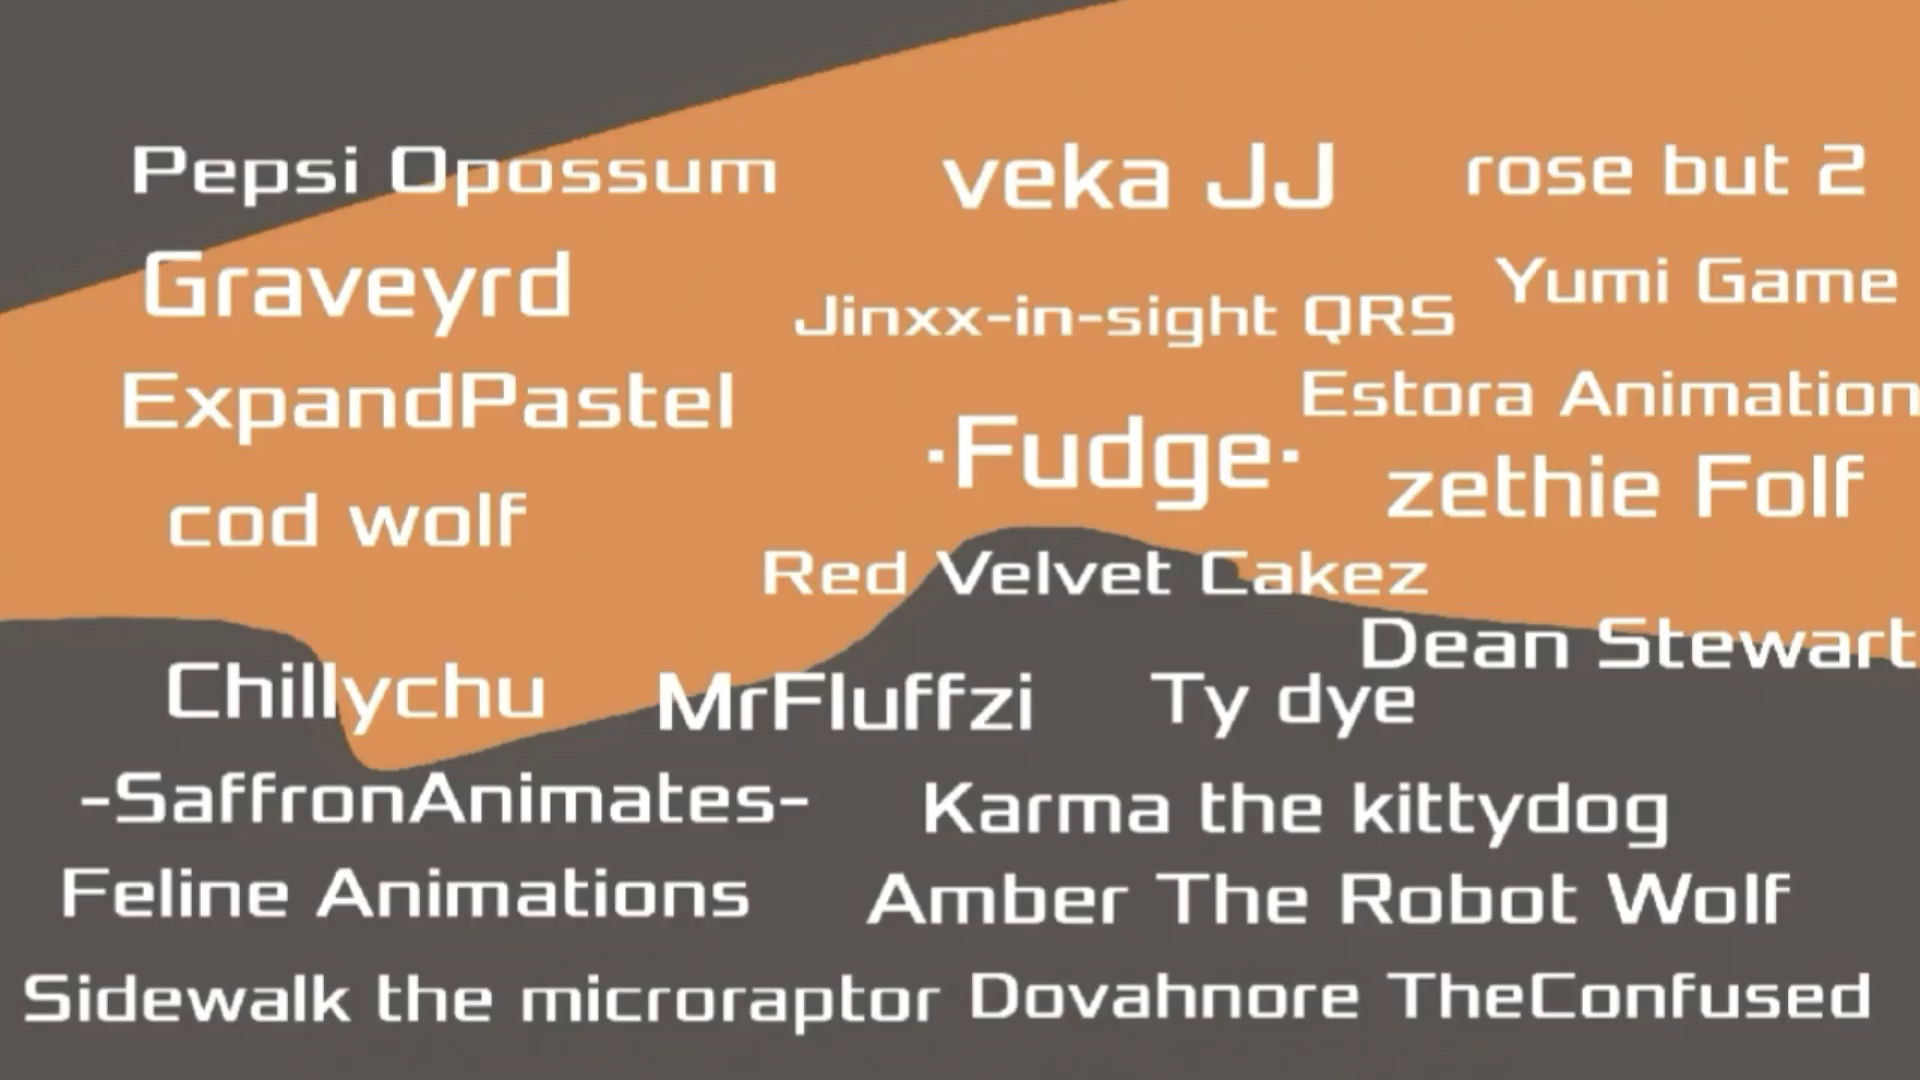 Pepsi Opossum
veka JJ
rose but 2
Graveyrd
Jinxx-in-sight QRS
Yumi Game
ExpandPastel
·Fudge·
Estora Animation
cod wolf
zethie Folf
Red Velvet Cakez
Dean Stewart
Chillychu
MrFluffzi
Ty dye
-SaffronAnimates-
Karma the kittydog
Feline Animations
Amber The Robot Wolf
Sidewalk the microraptor
Dovahnore TheConfused